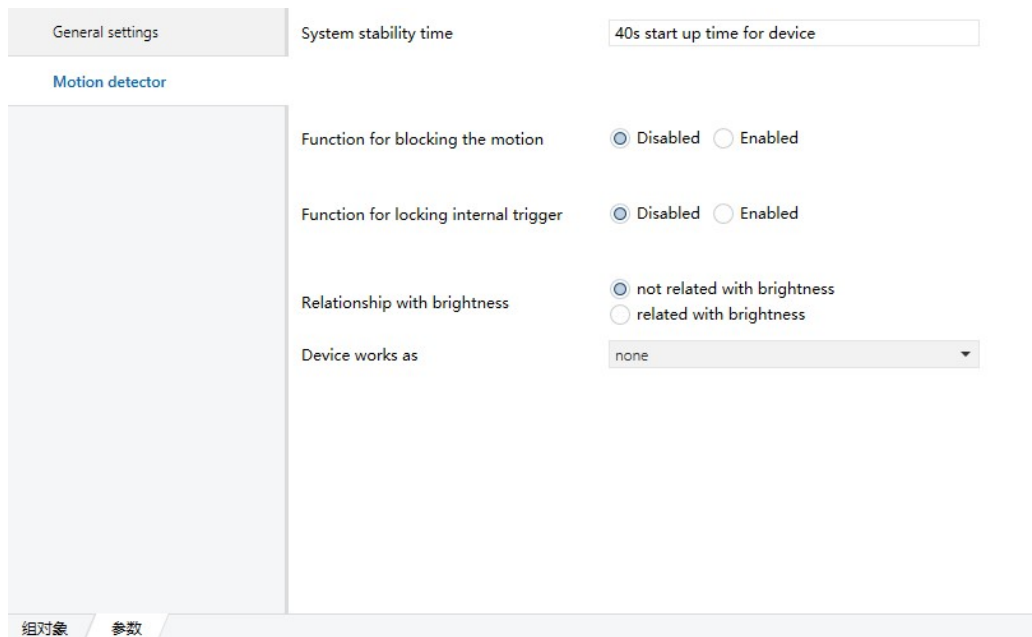 General settings
Motion detector
System stability time 40s start up time for device
Function for blocking the motion Disabled Enabled
Function for locking internal trigger Disabled Enabled
Relationship with brightness not related with brightness
related with brightness
Device works as none
组对象 参数